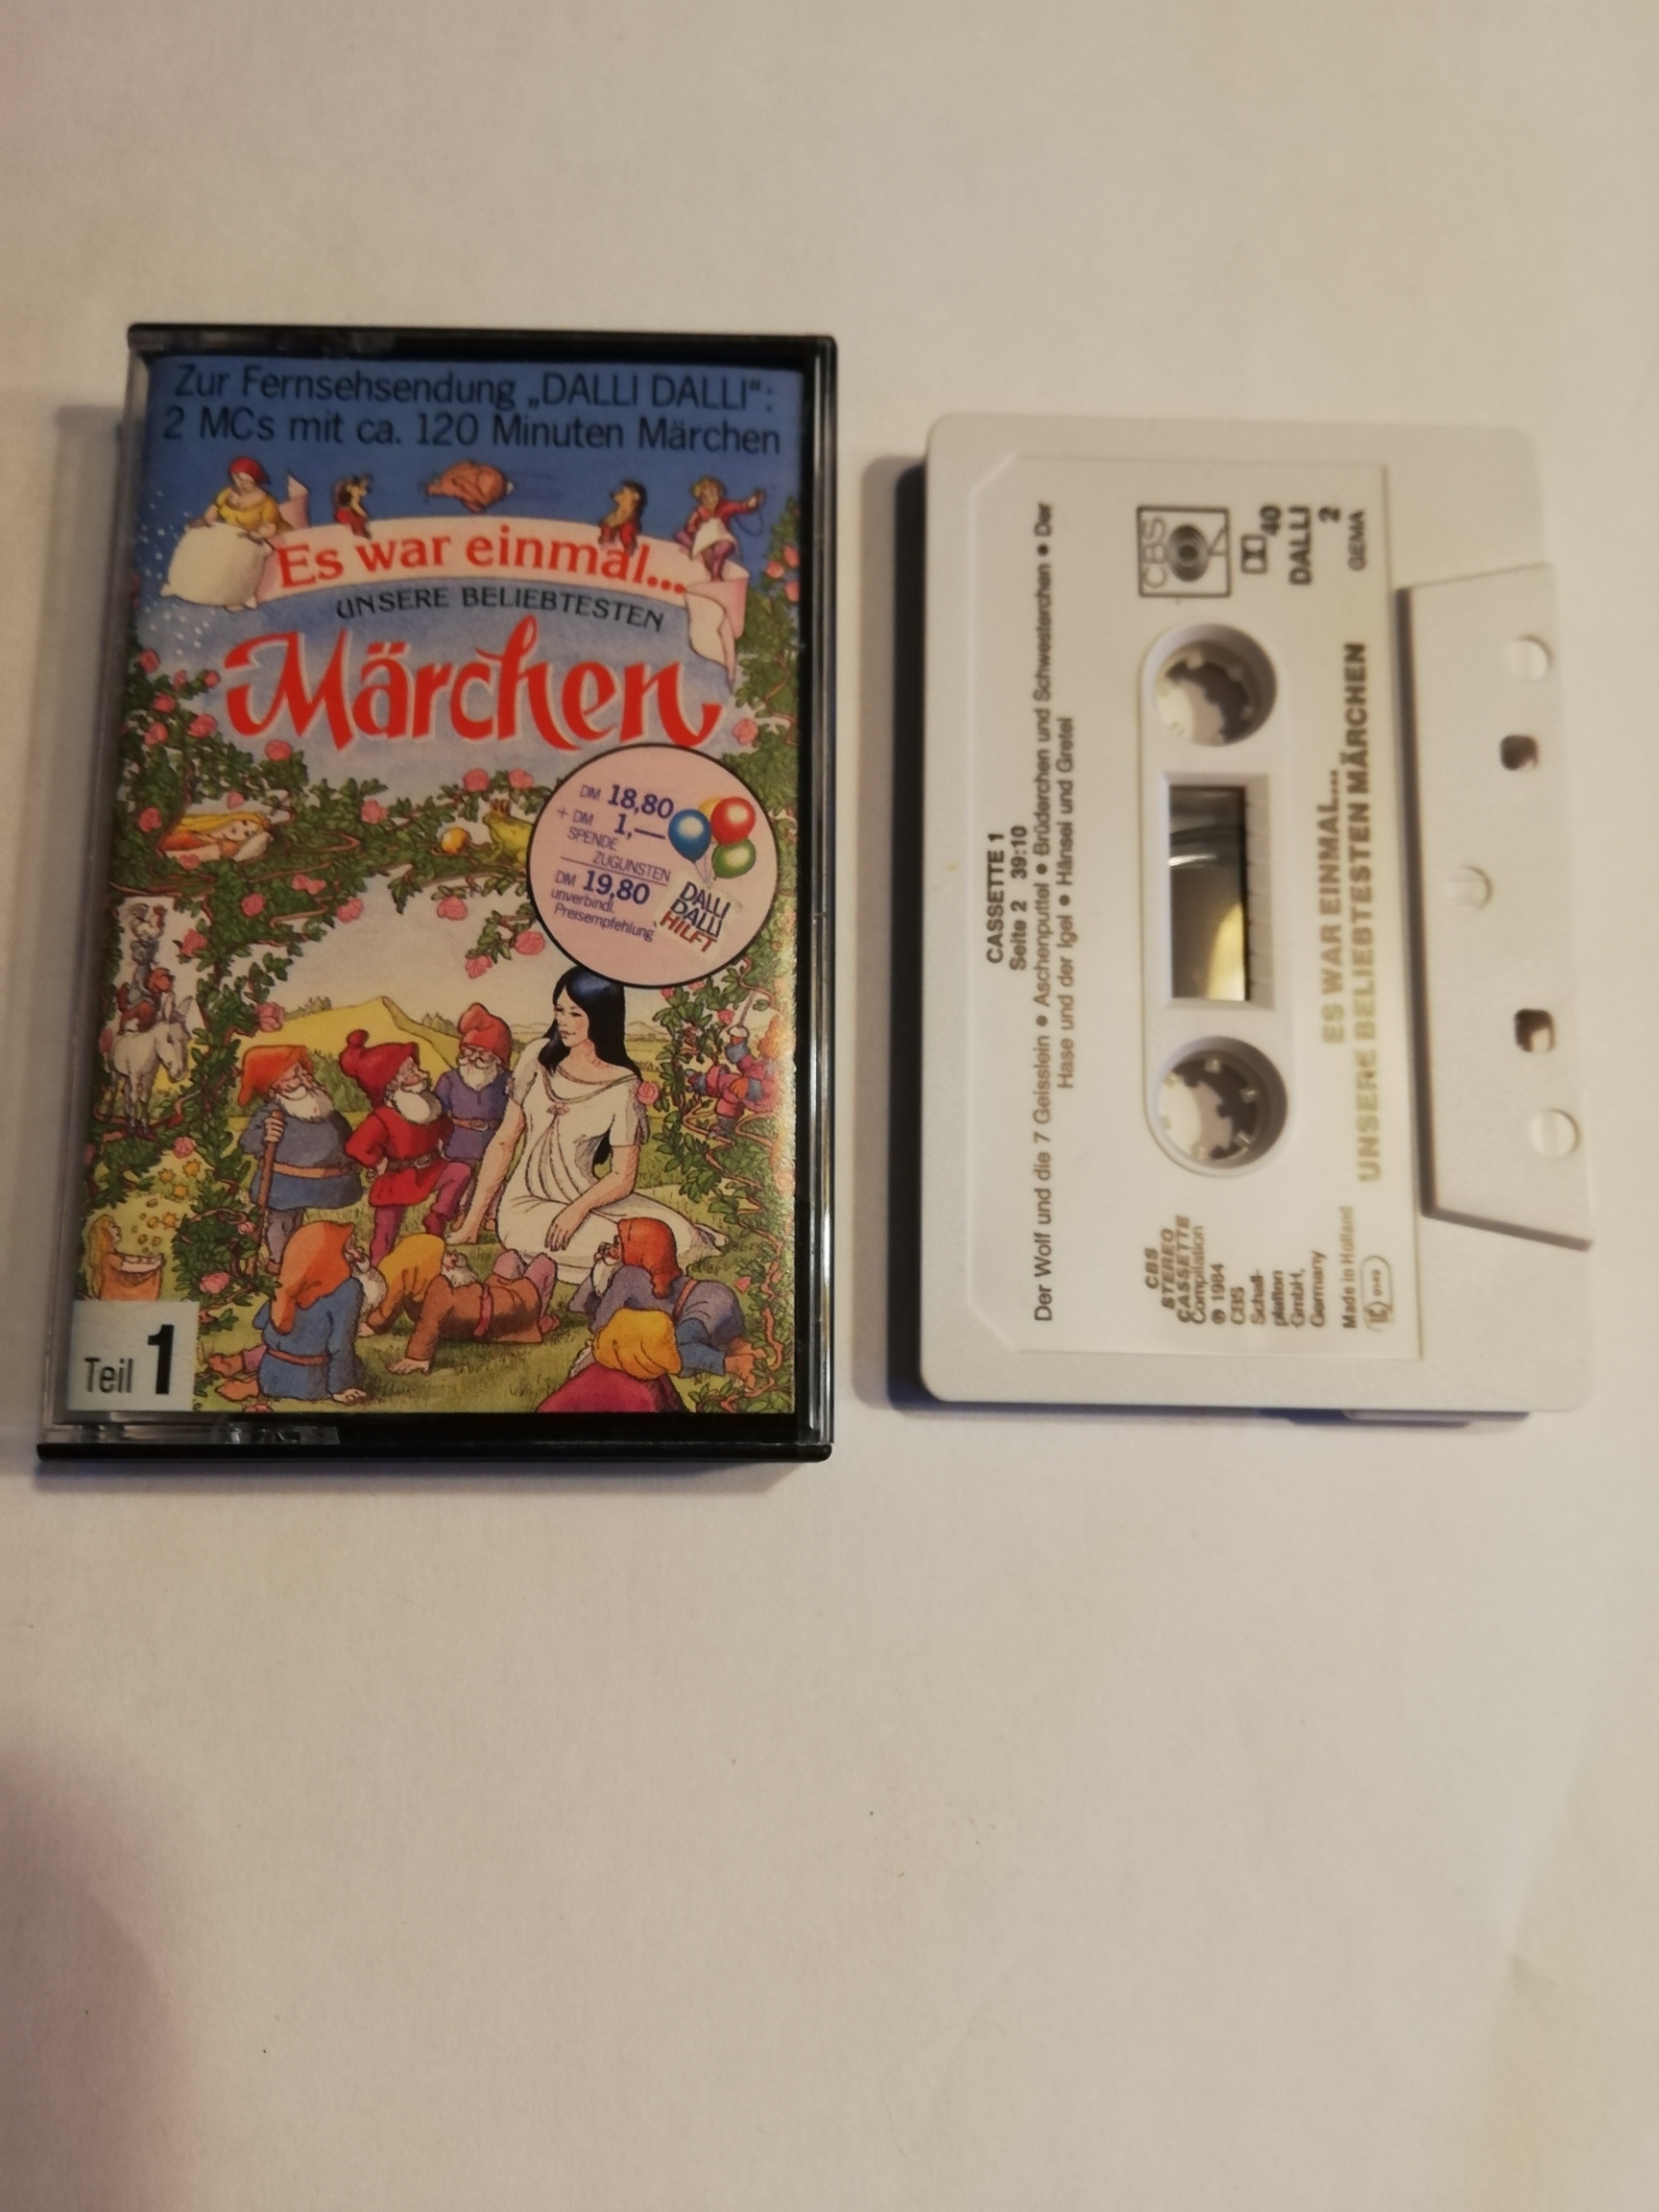 Zur Fernsehsendung „DALLI DALLI“:
2 MCs mit ca. 120 Minuten Märchen
Es war einmal...
UNSERE BELIEBTESTEN
Märchen
DM 18,80
+ DM 1,—
SPENDE
ZUGUNSTEN
DM 19,80
unverbindl.
Preisempfehlung
DALLI
DALLI
HILFT
Teil 1
CASSETTE 1
Seite 2 39:10
Der Wolf und die 7 Geisslein • Aschenputtel • Brüderchen und Schwesterchen • Der
Hase und der Igel • Hänsel und Gretel
CBS
STEREO
CASSETTE
Compilation
℗ 1984
CBS
Schall-
platten
GmbH,
Germany
Made in Holland
CBS
40
DALLI
2
GEMA
ES WAR EINMAL...
UNSERE BELIEBTESTEN MÄRCHEN